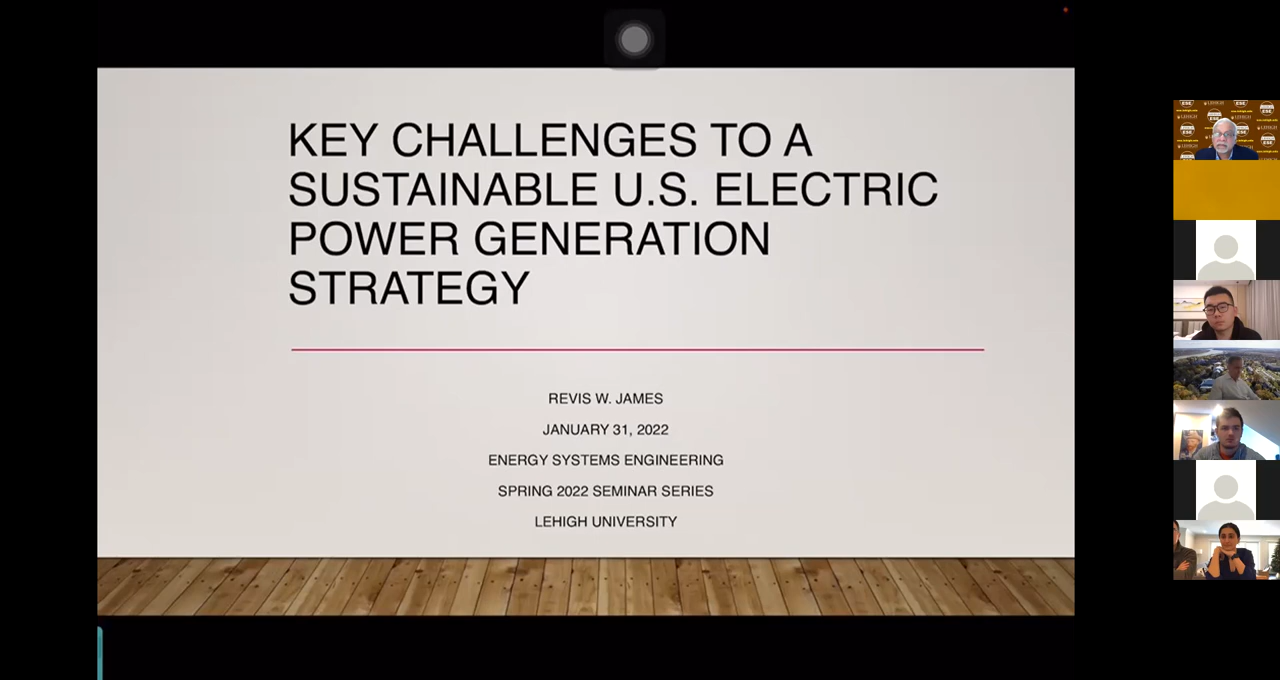 KEY CHALLENGES TO A
SUSTAINABLE U.S. ELECTRIC
POWER GENERATION
STRATEGY
REVIS W. JAMES
JANUARY 31, 2022
ENERGY SYSTEMS ENGINEERING
SPRING 2022 SEMINAR SERIES
LEHIGH UNIVERSITY